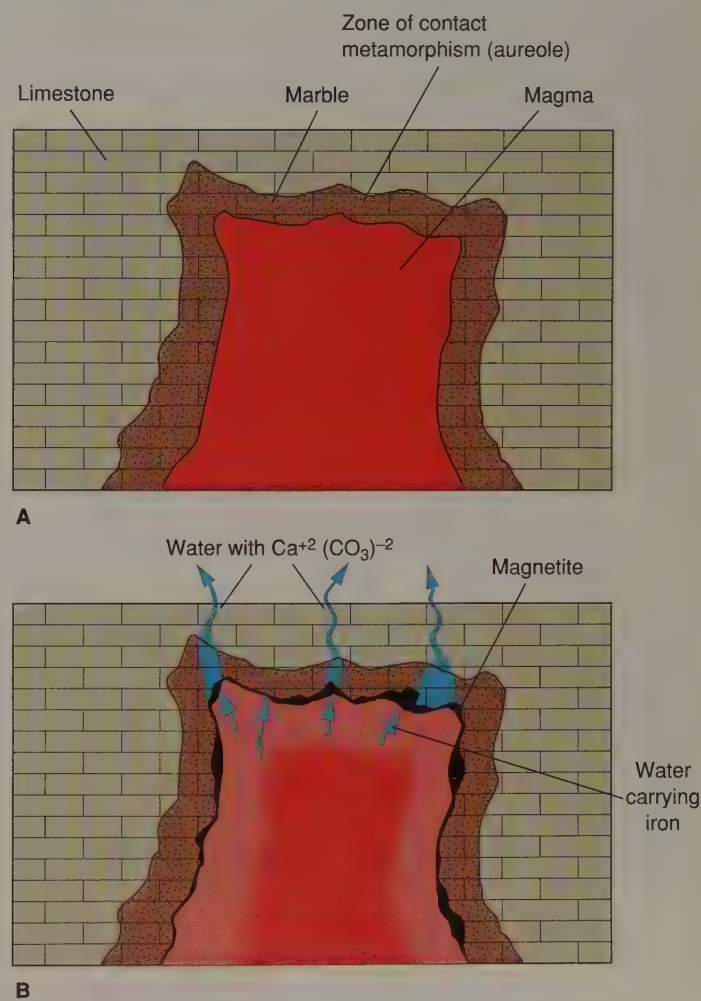 Zone of contact
metamorphism (aureole)
Limestone
Marble
Magma
A
Water with Ca+2 (CO3)–2
Magnetite
Water
carrying
iron
B